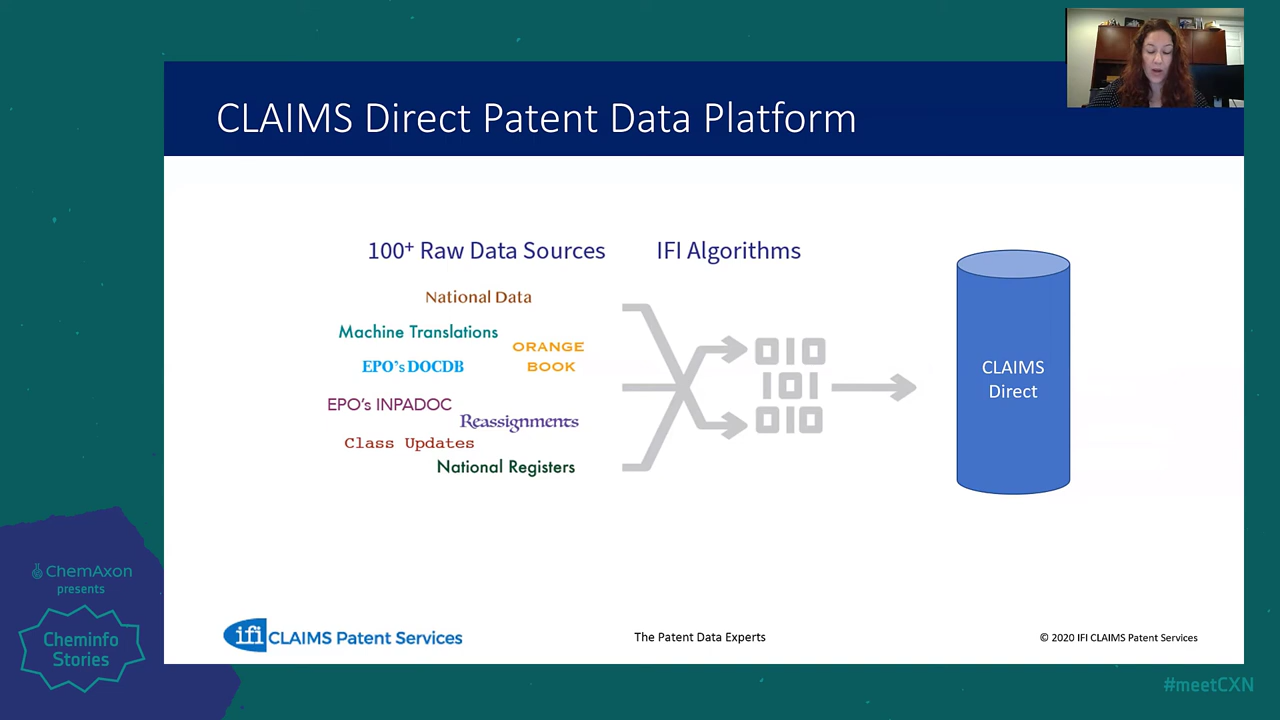 CLAIMS Direct Patent Data Platform
100+ Raw Data Sources
IFI Algorithms
National Data
Machine Translations
ORANGE
BOOK
EPO's DOCDB
EPO's INPADOC
Reassignments
Class Updates
National Registers
010
101
010
CLAIMS
Direct
ifi CLAIMS Patent Services
The Patent Data Experts
© 2020 IFI CLAIMS Patent Services
ChemAxon
presents
Cheminfo
Stories
#meetCXN